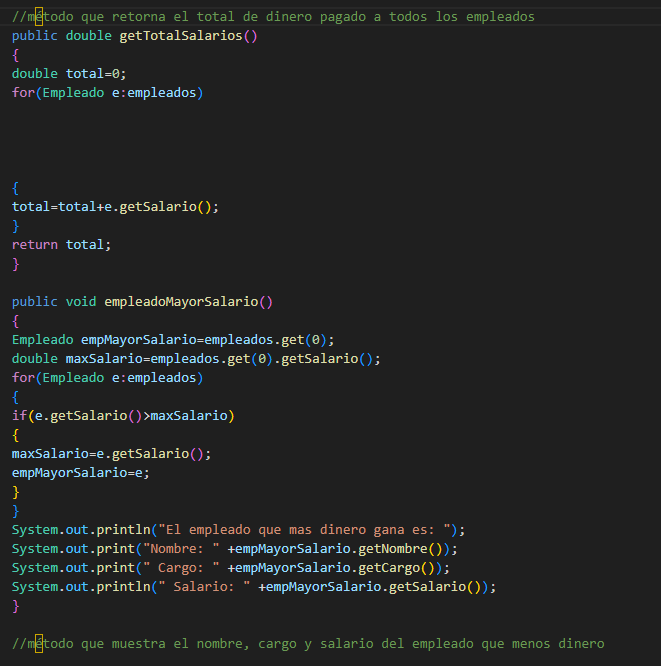 //método que retorna el total de dinero pagado a todos los empleados
public double getTotalSalarios()
{
double total=0;
for(Empleado e:empleados)
{
total=total+e.getSalario();
}
return total;
}
public void empleadoMayorSalario()
{
Empleado empMayorSalario=empleados.get(0);
double maxSalario=empleados.get(0).getSalario();
for(Empleado e:empleados)
{
if(e.getSalario()>maxSalario)
{
maxSalario=e.getSalario();
empMayorSalario=e;
}
}
System.out.println("El empleado que mas dinero gana es: ");
System.out.print("Nombre: " +empMayorSalario.getNombre());
System.out.print(" Cargo: " +empMayorSalario.getCargo());
System.out.println(" Salario: " +empMayorSalario.getSalario());
}
//método que muestra el nombre, cargo y salario del empleado que menos dinero